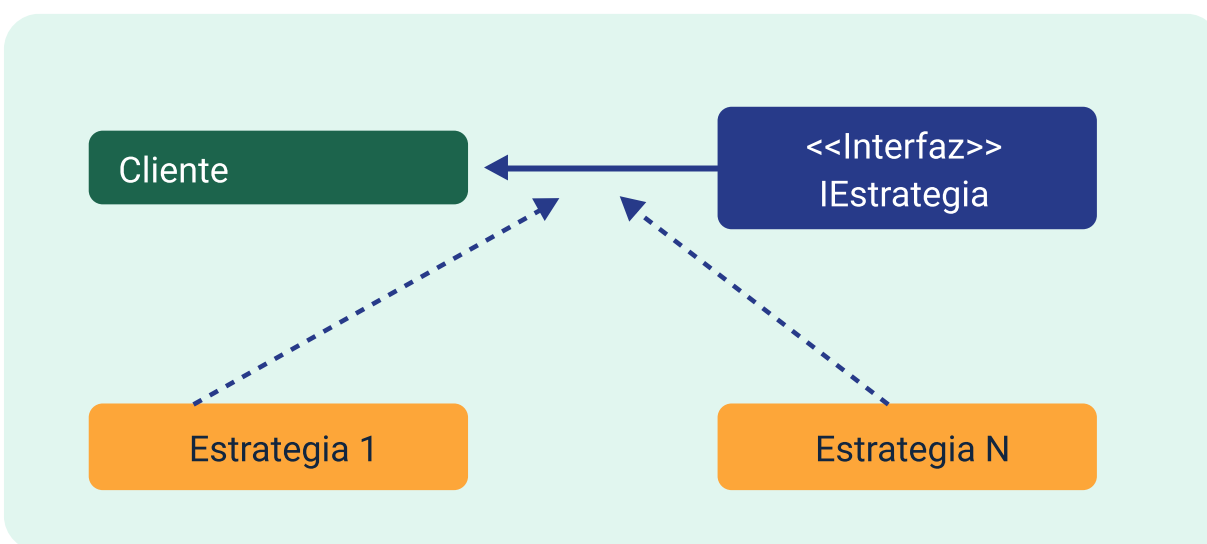 Cliente
<<Interfaz>>
IEstrategia
Estrategia 1
Estrategia N